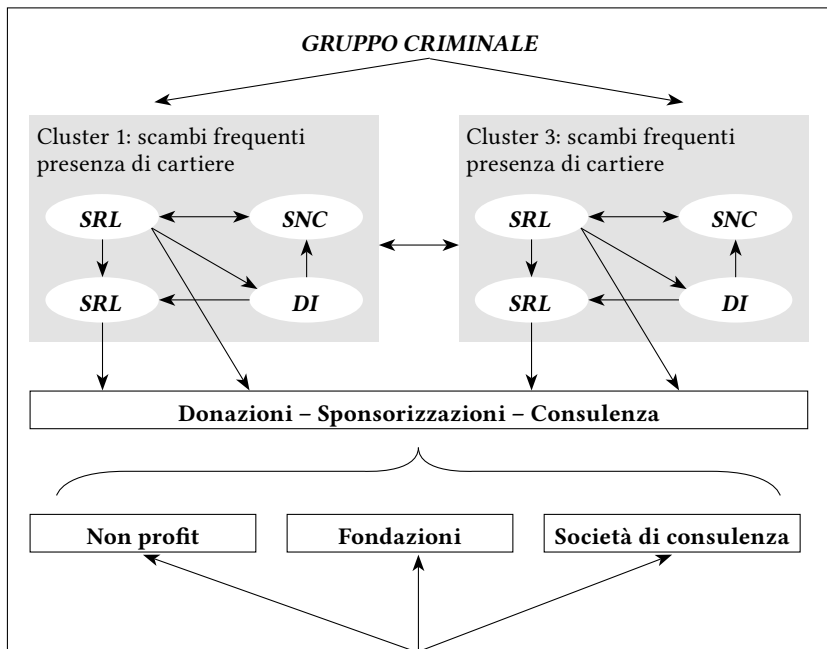 GRUPPO CRIMINALE
Cluster 1: scambi frequenti
presenza di cartiere
SRL
SNC
SRL
DI
Cluster 3: scambi frequenti
presenza di cartiere
SRL
SNC
SRL
DI
Donazioni – Sponsorizzazioni – Consulenza
Non profit
Fondazioni
Società di consulenza